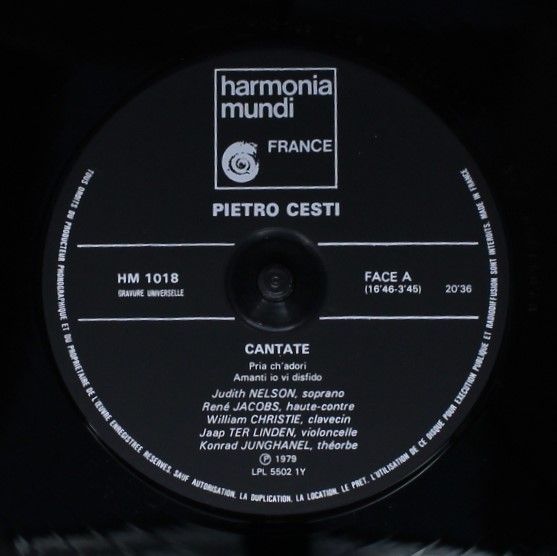 harmonia
mundi
FRANCE
PIETRO CESTI
HM 1018
GRAVURE UNIVERSELLE
FACE A
(16'46-3'45) 20'36
CANTATE
Pria ch'adori
Amanti io vi disfido
Judith NELSON, soprano
René JACOBS, haute-contre
William CHRISTIE, clavecin
Jaap TER LINDEN, violoncelle
Konrad JUNGHANEL, théorbe
Ⓟ 1979
LPL 5502 1Y
TOUS DROITS DU PRODUCTEUR PHONOGRAPHIQUE ET DU PROPRIETAIRE DE L'ŒUVRE ENREGISTREE RESERVES. SAUF AUTORISATION, LA DUPLICATION, LA LOCATION, LE PRET, L'UTILISATION DE CE DISQUE POUR EXECUTION PUBLIQUE ET RADIODIFFUSION SONT INTERDITS. MADE IN FRANCE